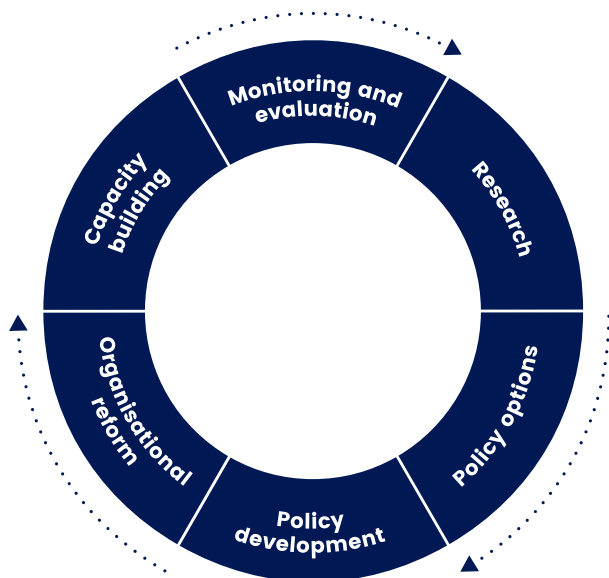 Monitoring and
evaluation
Research
Policy options
Policy
development
Organisational
reform
Capacity
building